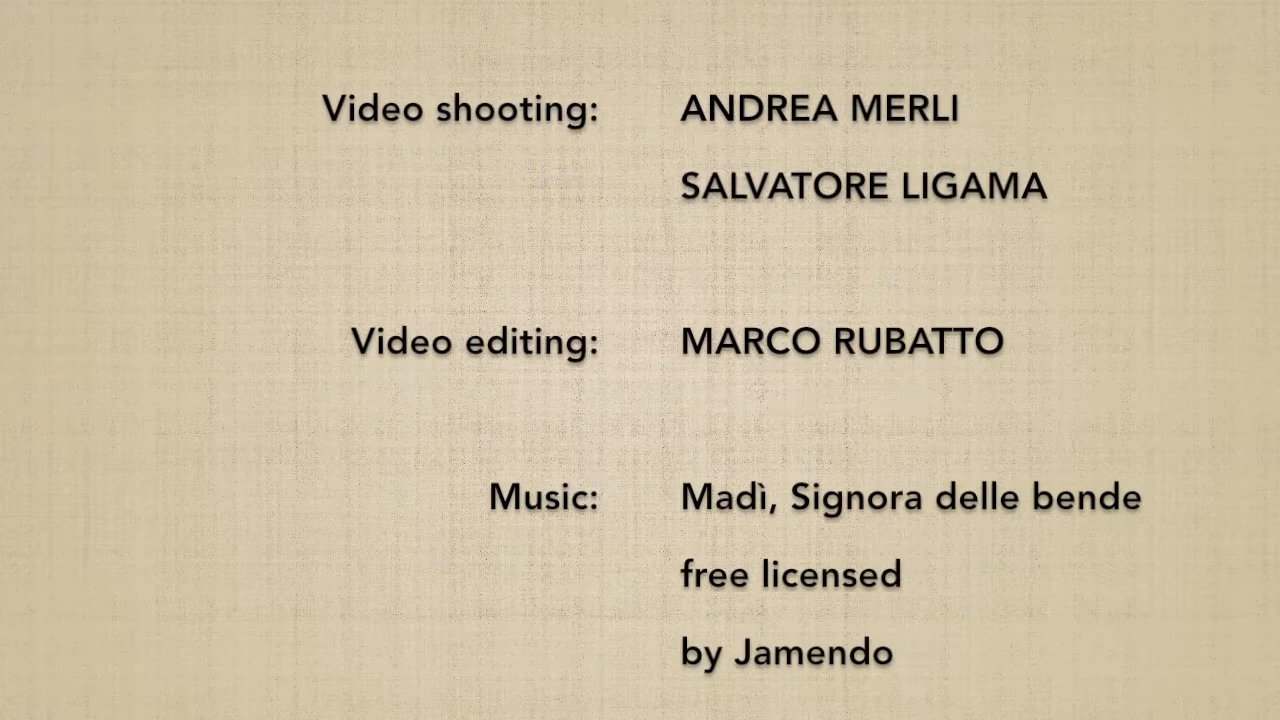 Video shooting: ANDREA MERLI
SALVATORE LIGAMA
Video editing: MARCO RUBATTO
Music: Madì, Signora delle bende
free licensed
by Jamendo